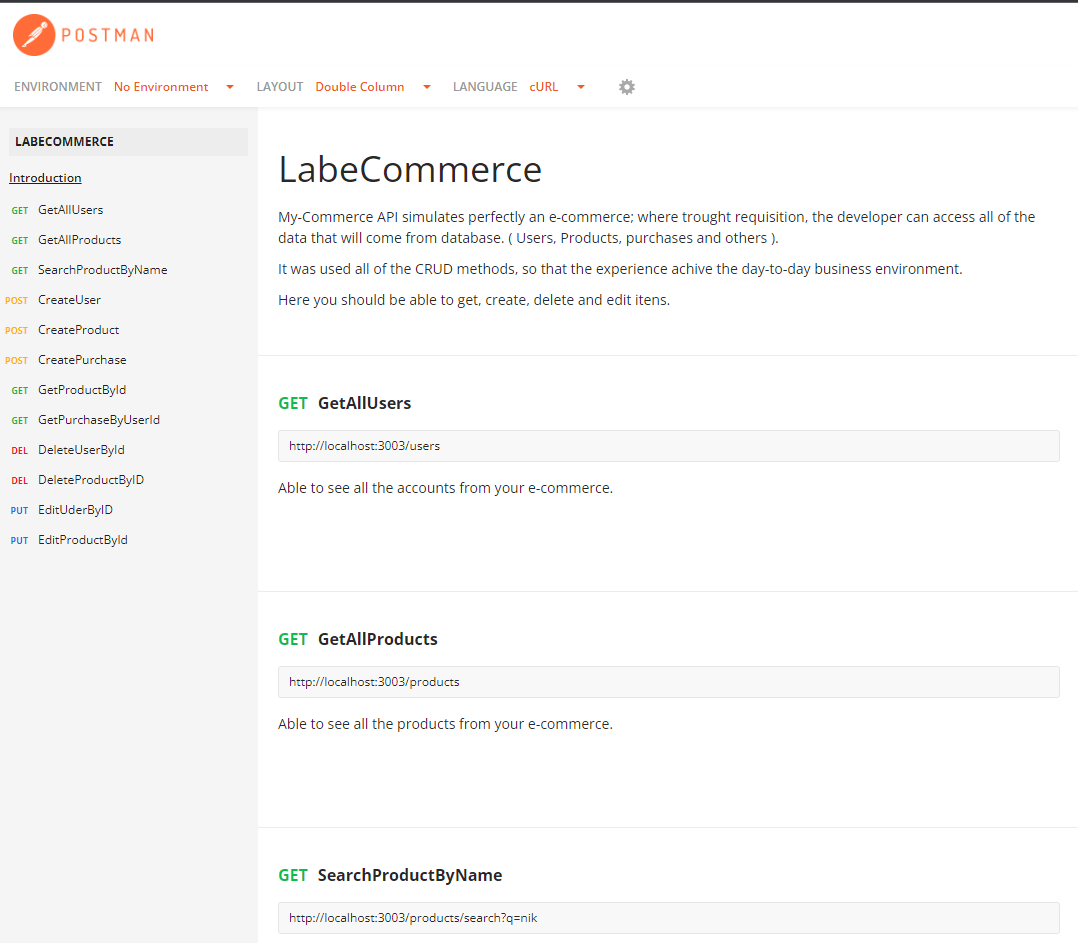 POSTMAN
ENVIRONMENT No Environment LAYOUT Double Column LANGUAGE cURL
LABECOMMERCE
Introduction
GET GetAllUsers
GET GetAllProducts
GET SearchProductByName
POST CreateUser
POST CreateProduct
POST CreatePurchase
GET GetProductById
GET GetPurchaseByUserId
DEL DeleteUserById
DEL DeleteProductByID
PUT EditUderByID
PUT EditProductById
LabeCommerce
My-Commerce API simulates perfectly an e-commerce; where trought requisition, the developer can access all of the
data that will come from database. ( Users, Products, purchases and others ).
It was used all of the CRUD methods, so that the experience achive the day-to-day business environment.
Here you should be able to get, create, delete and edit itens.
GET GetAllUsers
http://localhost:3003/users
Able to see all the accounts from your e-commerce.
GET GetAllProducts
http://localhost:3003/products
Able to see all the products from your e-commerce.
GET SearchProductByName
http://localhost:3003/products/search?q=nik